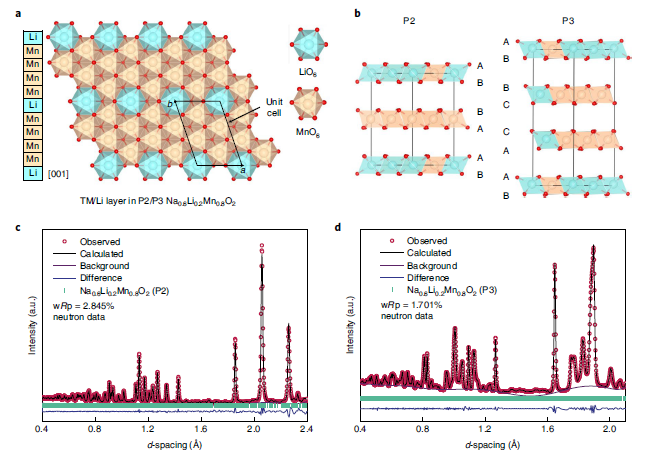 a
Li
Mn
Mn
Mn
Mn
Li
Mn
Mn
Mn
Mn
Li
[001]
b
a
Unit
cell
LiO₆
MnO₆
TM/Li layer in P2/P3 Na₀.₈Li₀.₂Mn₀.₈O₂
b
P2
P3
A
B
B
A
A
B
A
B
B
C
C
A
A
B
c
Observed
Calculated
Background
Difference
Na₀.₈Li₀.₂Mn₀.₈O₂ (P2)
wRp = 2.845%
neutron data
Intensity (a.u.)
0.4 0.8 1.2 1.6 2.0 2.4
d-spacing (Å)
d
Observed
Calculated
Background
Difference
Na₀.₈Li₀.₂Mn₀.₈O₂ (P3)
wRp = 1.701%
neutron data
Intensity (a.u.)
0.4 0.8 1.2 1.6 2.0
d-spacing (Å)